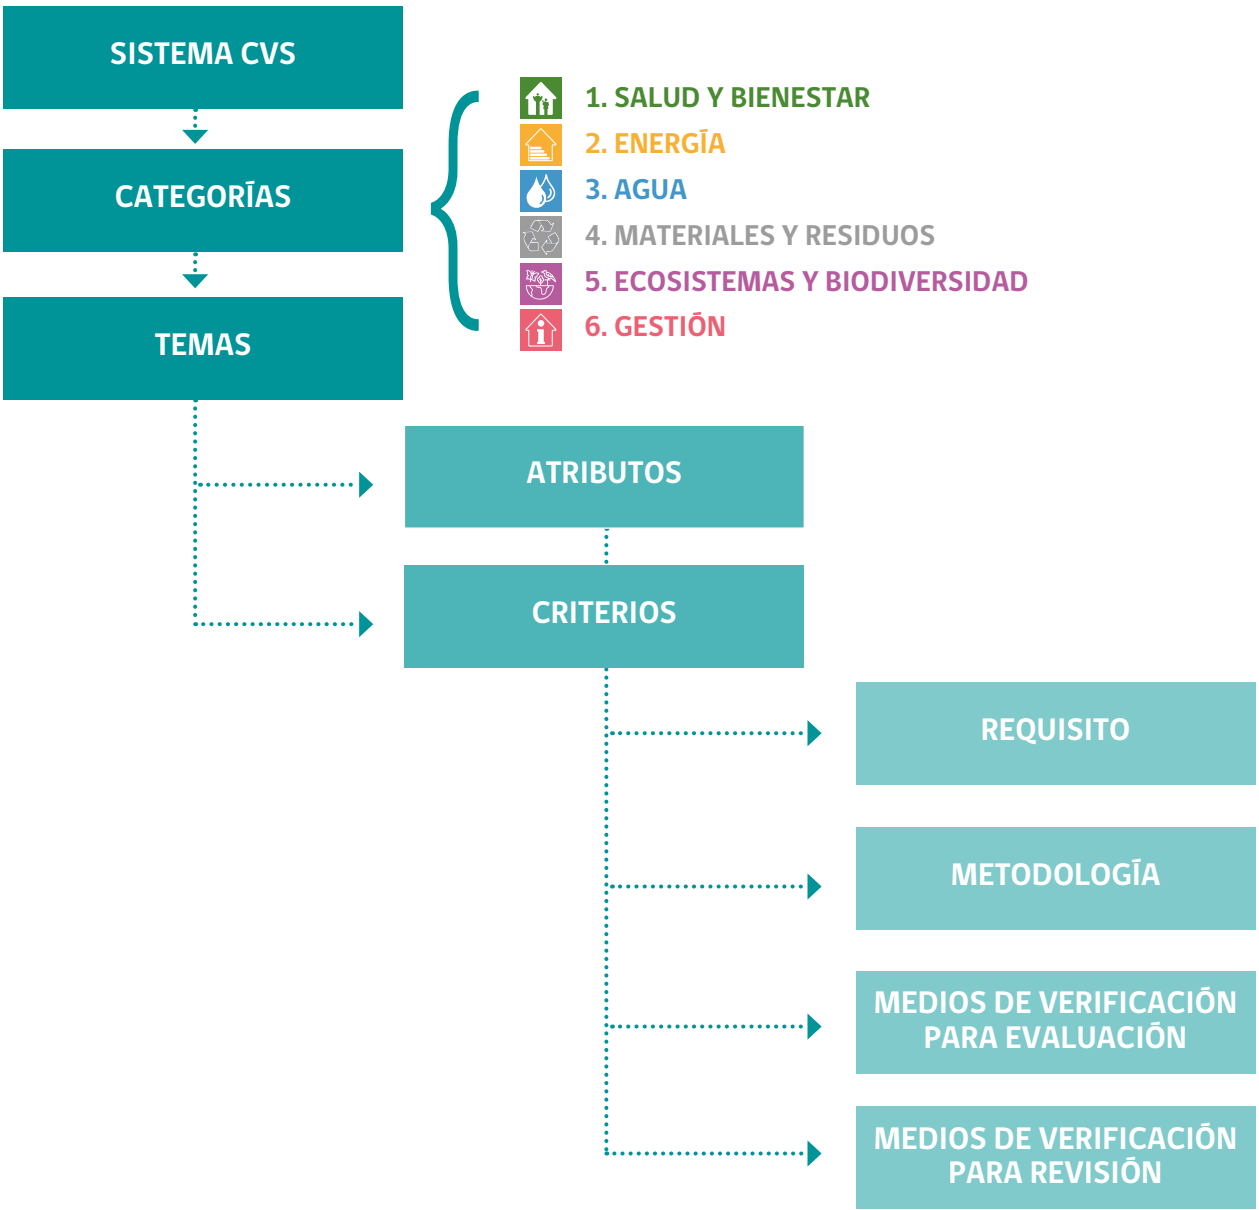 SISTEMA CVS
CATEGORÍAS
1. SALUD Y BIENESTAR
2. ENERGÍA
3. AGUA
4. MATERIALES Y RESIDUOS
5. ECOSISTEMAS Y BIODIVERSIDAD
6. GESTIÓN
TEMAS
ATRIBUTOS
CRITERIOS
REQUISITO
METODOLOGÍA
MEDIOS DE VERIFICACIÓN
PARA EVALUACIÓN
MEDIOS DE VERIFICACIÓN
PARA REVISIÓN